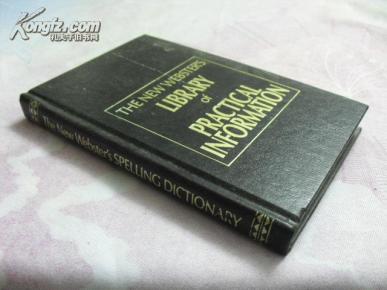 Kongfz.com
孔夫子旧书网
THE NEW WEBSTER'S
LIBRARY
of
PRACTICAL
INFORMATION
The New Webster's SPELLING DICTIONARY